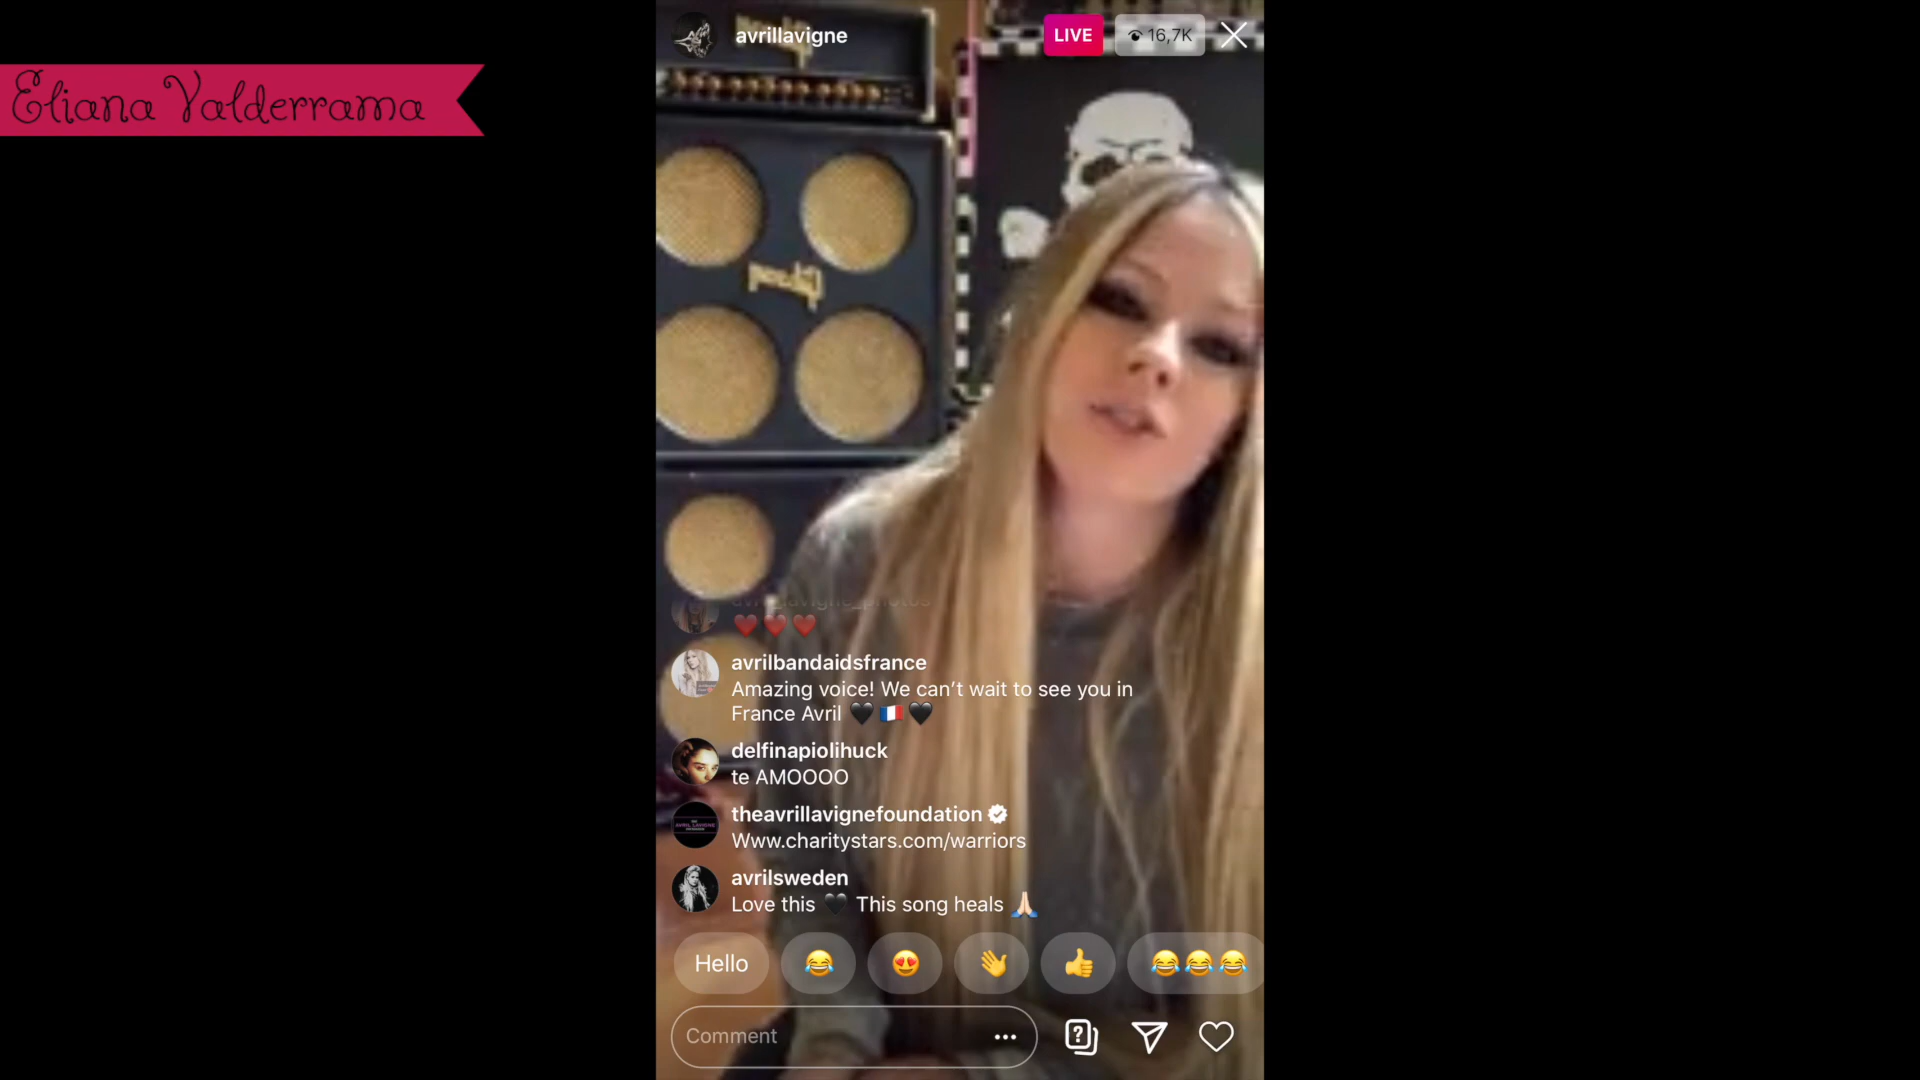 avrillavigne
LIVE
16,7K
Eliana Valderrama
avril_lavigne_photos
❤️ ❤️ ❤️
avrilbandaidsfrance
Amazing voice! We can’t wait to see you in
France Avril 🖤 🇫🇷 🖤
delfinapiolihuck
te AMOOOO
theavrillavignefoundation
Www.charitystars.com/warriors
avrilsweden
Love this 🖤 This song heals 🙏🏻
Hello 😂 😍 👋 👍 😂😂😂
Comment